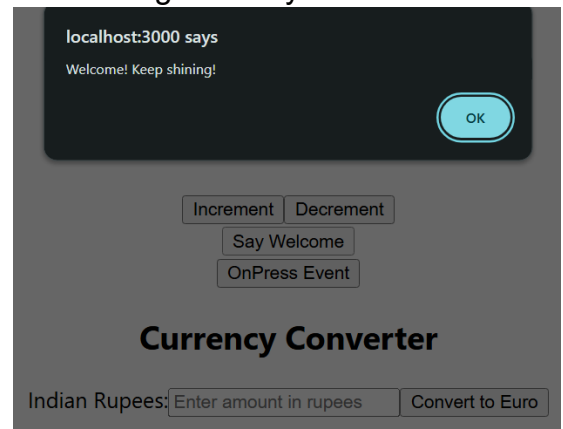 localhost:3000 says
Welcome! Keep shining!
OK
Increment Decrement
Say Welcome
OnPress Event
Currency Converter
Indian Rupees: Enter amount in rupees Convert to Euro